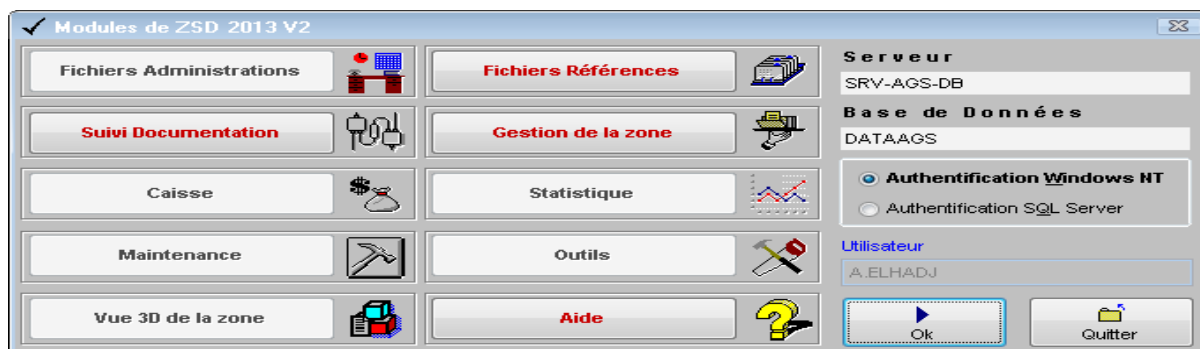 Modules de ZSD 2013 V2
Fichiers Administrations
Fichiers Références
Suivi Documentation
Gestion de la zone
Caisse
Statistique
Maintenance
Outils
Vue 3D de la zone
Aide
Serveur
SRV-AGS-DB
Base de Données
DATAAGS
Authentification Windows NT
Authentification SQL Server
Utilisateur
A.ELHADJ
Ok
Quitter